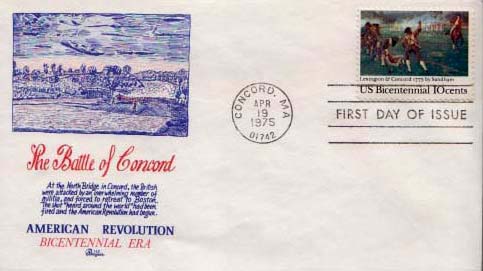 Lexington & Concord 1775 by Sandham
US Bicentennial 10cents
CONCORD, MA
APR
19
1975
01742
FIRST DAY OF ISSUE
The Battle of Concord
At the North Bridge in Concord, the British
were attacked by an overwhelming number of
militia, and forced to retreat to Boston.
The shot "heard around the world" had been
fired and the American Revolution had begun.
AMERICAN REVOLUTION
BICENTENNIAL ERA